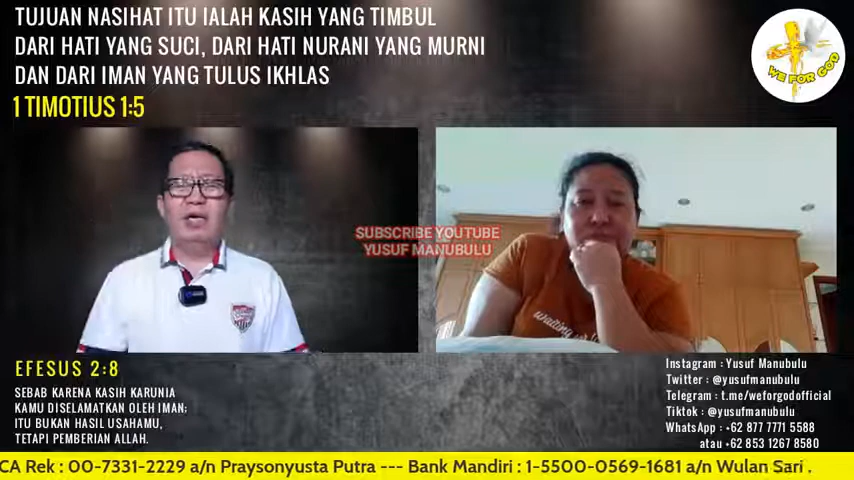 TUJUAN NASIHAT ITU IALAH KASIH YANG TIMBUL
DARI HATI YANG SUCI, DARI HATI NURANI YANG MURNI
DAN DARI IMAN YANG TULUS IKHLAS
1 TIMOTIUS 1:5
WE FOR GOD
SUBSCRIBE YOUTUBE
YUSUF MANUBULU
EFESUS 2:8
SEBAB KARENA KASIH KARUNIA
KAMU DISELAMATKAN OLEH IMAN;
ITU BUKAN HASIL USAHAMU,
TETAPI PEMBERIAN ALLAH.
Instagram : Yusuf Manubulu
Twitter : @yusufmanubulu
Telegram : t.me/weforgodofficial
Tiktok : @yusufmanubulu
WhatsApp : +62 877 7771 5588
atau +62 853 1267 8580
CA Rek : 00-7331-2229 a/n Praysonyusta Putra --- Bank Mandiri : 1-5500-0569-1681 a/n Wulan Sari .